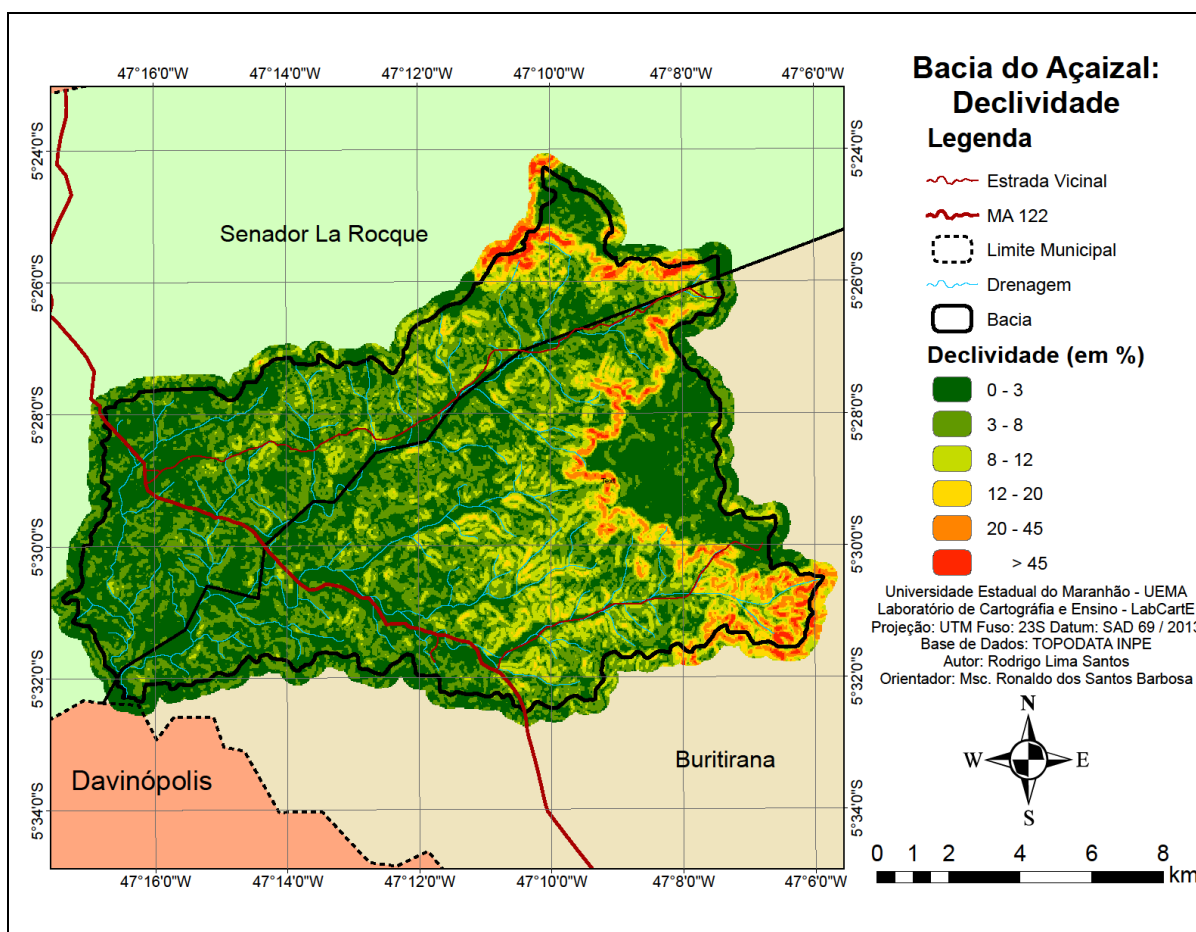 47°16'0"W 47°14'0"W 47°12'0"W 47°10'0"W 47°8'0"W 47°6'0"W
5°24'0"S 5°24'0"S
5°26'0"S 5°26'0"S
5°28'0"S 5°28'0"S
5°30'0"S 5°30'0"S
5°32'0"S 5°32'0"S
5°34'0"S 5°34'0"S
Senador La Rocque
Text
Buritirana
Davinópolis
47°16'0"W 47°14'0"W 47°12'0"W 47°10'0"W 47°8'0"W 47°6'0"W
Bacia do Açaizal:
Declividade
Legenda
Estrada Vicinal
MA 122
Limite Municipal
Drenagem
Bacia
Declividade (em %)
0 - 3
3 - 8
8 - 12
12 - 20
20 - 45
> 45
Universidade Estadual do Maranhão - UEMA
Laboratório de Cartográfia e Ensino - LabCartE
Projeção: UTM Fuso: 23S Datum: SAD 69 / 2013
Base de Dados: TOPODATA INPE
Autor: Rodrigo Lima Santos
Orientador: Msc. Ronaldo dos Santos Barbosa
N
W E
S
0 1 2 4 6 8
km